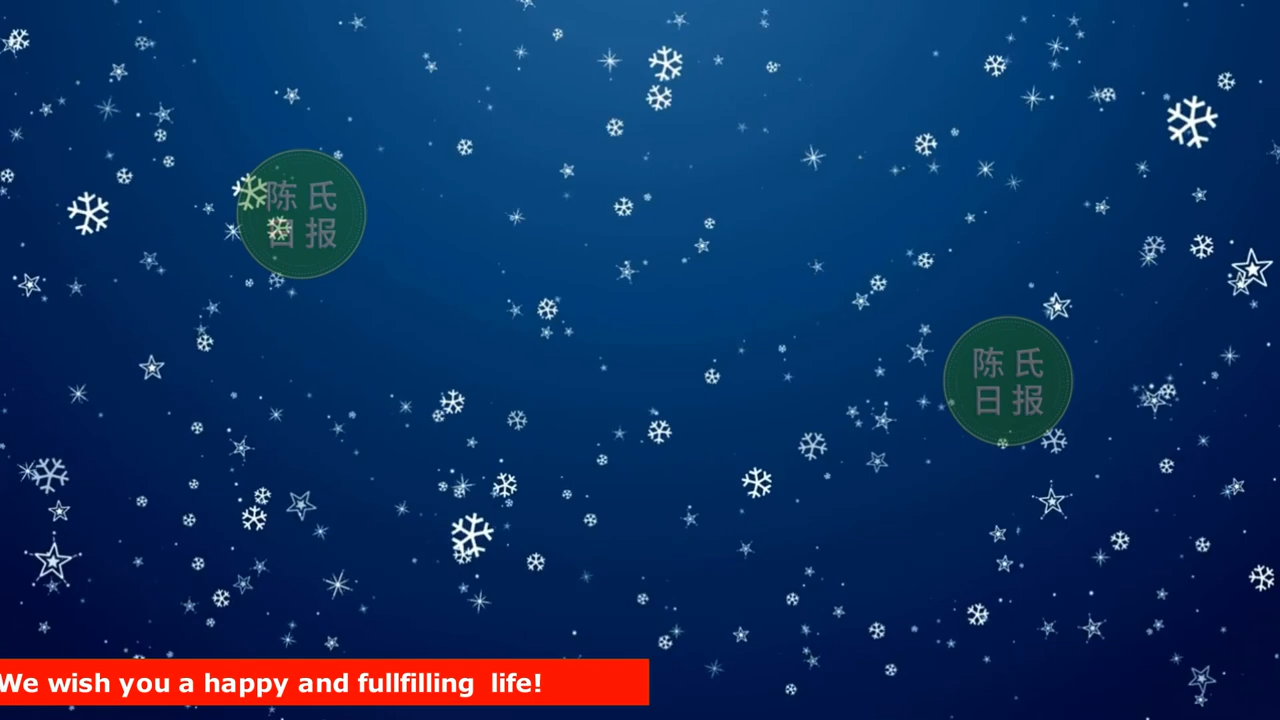 陈氏
日报
陈氏
日报
We wish you a happy and fullfilling  life!